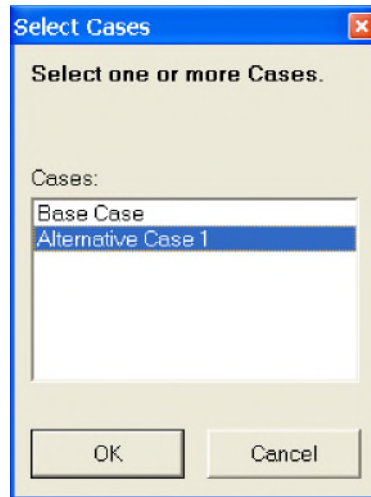 Select Cases
Select one or more Cases.
Cases:
Base Case
Alternative Case 1
OK
Cancel